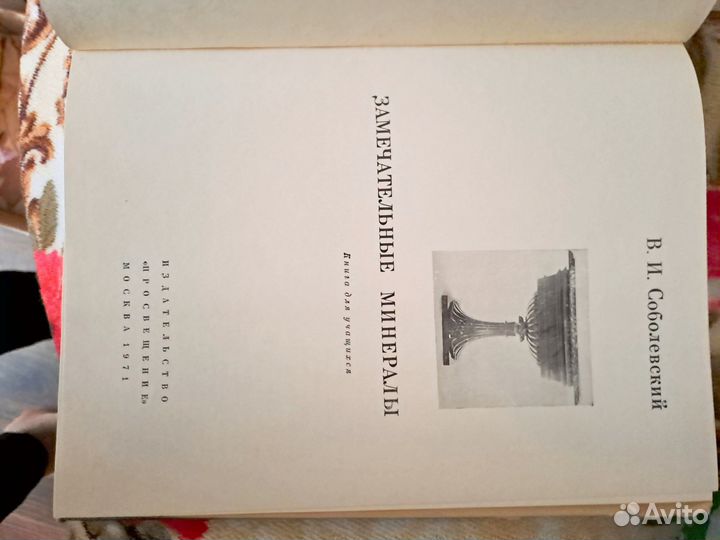 В. И. Соболевский
ЗАМЕЧАТЕЛЬНЫЕ МИНЕРАЛЫ
Книга для учащихся
ИЗДАТЕЛЬСТВО
«ПРОСВЕЩЕНИЕ»
МОСКВА 1971
Avito